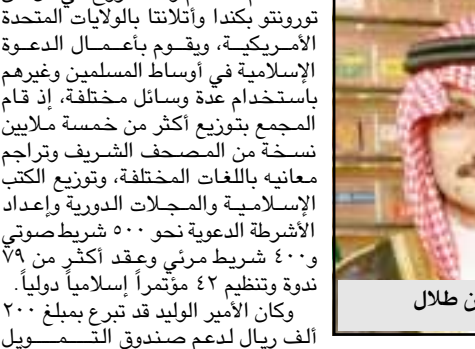 تورونتو بكندا وأتلانتا بالولايات المتحدة
الأمريكية، ويقوم بأعمال الدعوة
الإسلامية في أوساط المسلمين وغيرهم
باستخدام عدة وسائل مختلفة، إذ قام
المجمع بتوزيع أكثر من خمسة ملايين
نسخة من المصحف الشريف وتراجم
معانيه باللغات المختلفة، وتوزيع الكتب
الإسلامية والمجلات الدورية وإعداد
الأشرطة الدعوية نحو ٥٠٠ شريط صوتي
و٤٠٠ شريط مرئي وعقد أكثر من ٧٩
ندوة وتنظيم ٤٢ مؤتمراً إسلامياً دولياً.
وكان الأمير الوليد قد تبرع بمبلغ ٢٠٠
ألف ريال لدعم صندوق التمويل
ن طلال